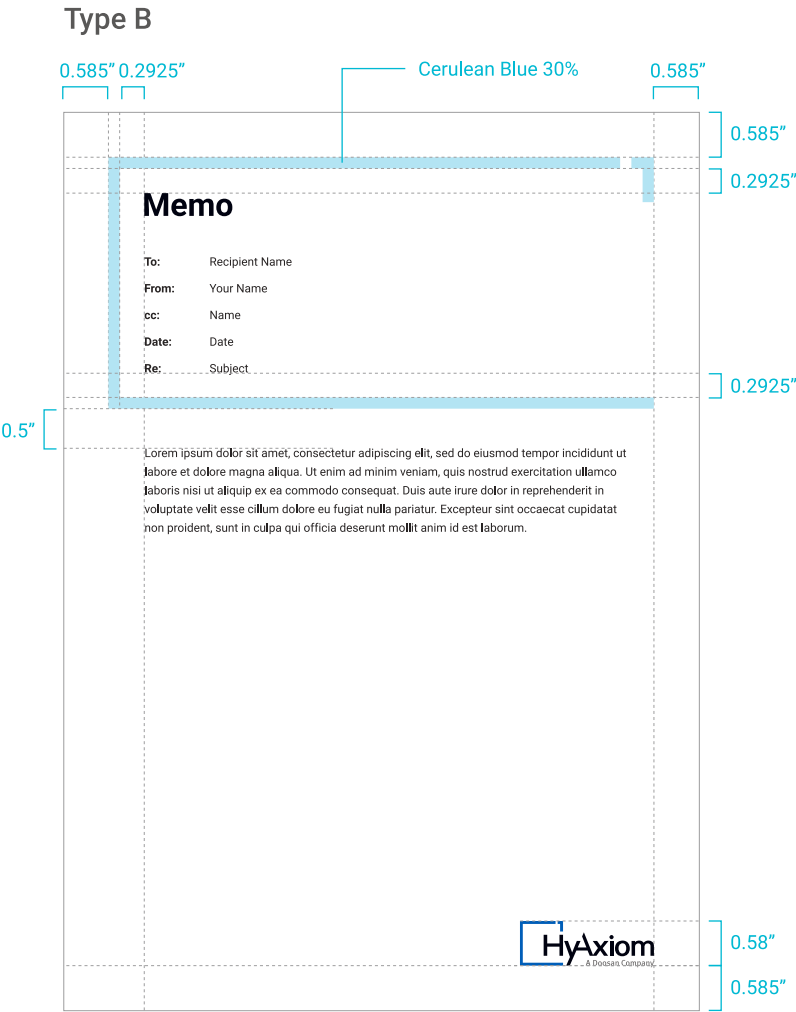 Type B
0.585” 0.2925” Cerulean Blue 30% 0.585”
0.585”
0.2925”
Memo
To: Recipient Name
From: Your Name
cc: Name
Date: Date
Re: Subject
0.2925”
0.5”
Lorem ipsum dolor sit amet, consectetur adipiscing elit, sed do eiusmod tempor incididunt ut
labore et dolore magna aliqua. Ut enim ad minim veniam, quis nostrud exercitation ullamco
laboris nisi ut aliquip ex ea commodo consequat. Duis aute irure dolor in reprehenderit in
voluptate velit esse cillum dolore eu fugiat nulla pariatur. Excepteur sint occaecat cupidatat
non proident, sunt in culpa qui officia deserunt mollit anim id est laborum.
HyAxiom
A Doosan Company
0.58”
0.585”